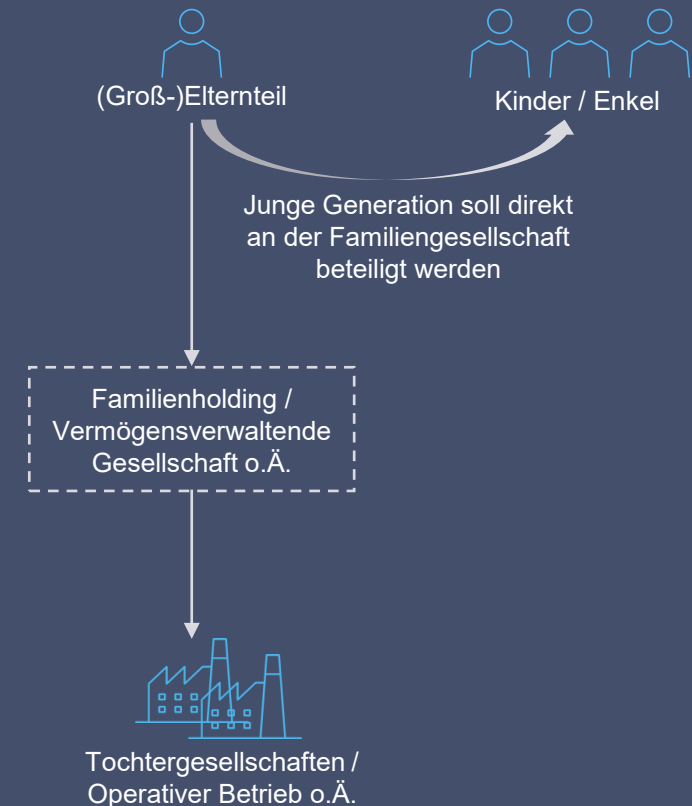 (Groß-)Elternteil
Kinder / Enkel
Junge Generation soll direkt
an der Familiengesellschaft
beteiligt werden
Familienholding /
Vermögensverwaltende
Gesellschaft o.Ä.
Tochtergesellschaften /
Operativer Betrieb o.Ä.